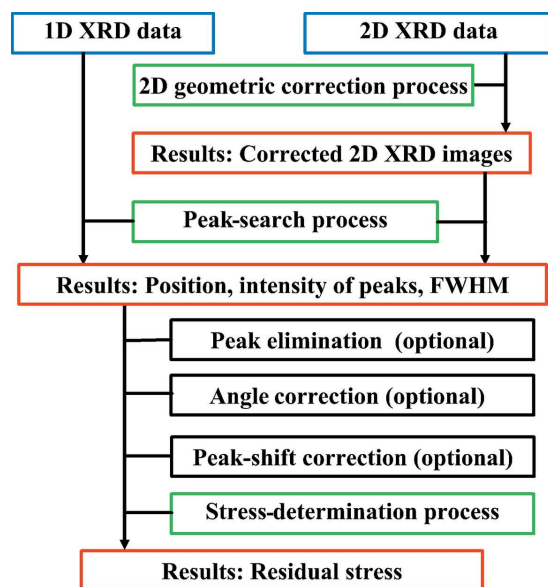 1D XRD data
2D XRD data
2D geometric correction process
Results: Corrected 2D XRD images
Peak-search process
Results: Position, intensity of peaks, FWHM
Peak elimination (optional)
Angle correction (optional)
Peak-shift correction (optional)
Stress-determination process
Results: Residual stress